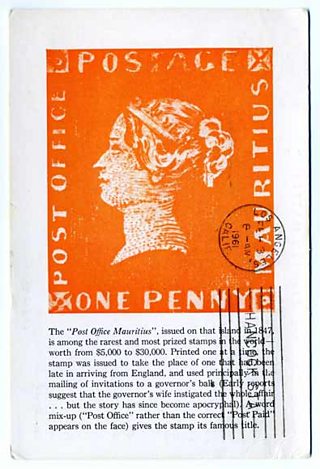 POSTAGE
POST OFFICE
MAURITIUS
ONE PENNY
LOS ANGELES
1961
CALIF.
The "Post Office Mauritius", issued on that island in 1847,
is among the rarest and most prized stamps in the world—
worth from $5,000 to $30,000. Printed one at a time the
stamp was issued to take the place of one that had been
late in arriving from England, and used principally in the
mailing of invitations to a governor's ball. (Early reports
suggest that the governor's wife instigated the whole affair
. . . but the story has since become apocryphal). A word
mix-up ("Post Office" rather than the correct "Post Paid"
appears on the face) gives the stamp its famous title.